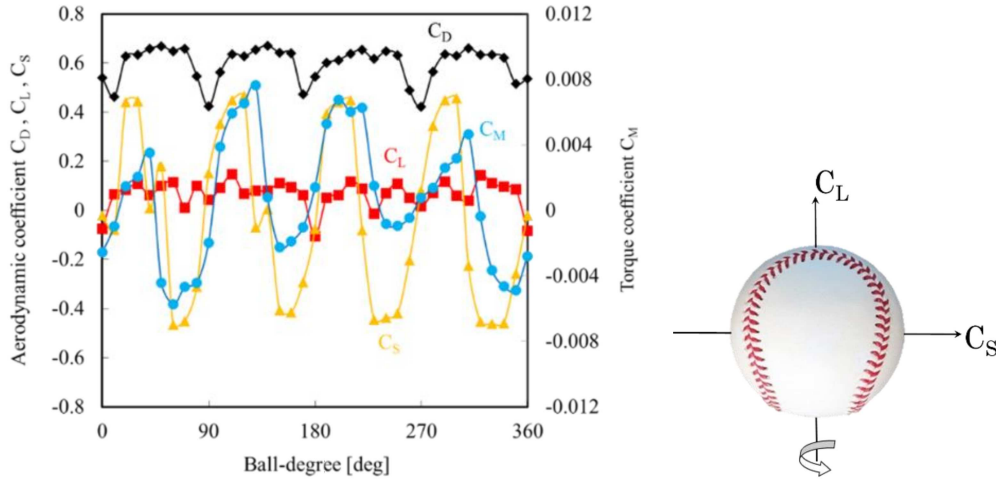 Aerodynamic coefficient C_D , C_L , C_S
0.8
0.6
0.4
0.2
0
-0.2
-0.4
-0.6
-0.8
C_D
C_L
C_M
C_S
0.012
0.008
0.004
0
-0.004
-0.008
-0.012
Torque coefficient C_M
0 90 180 270 360
Ball-degree [deg]
C_L
C_S